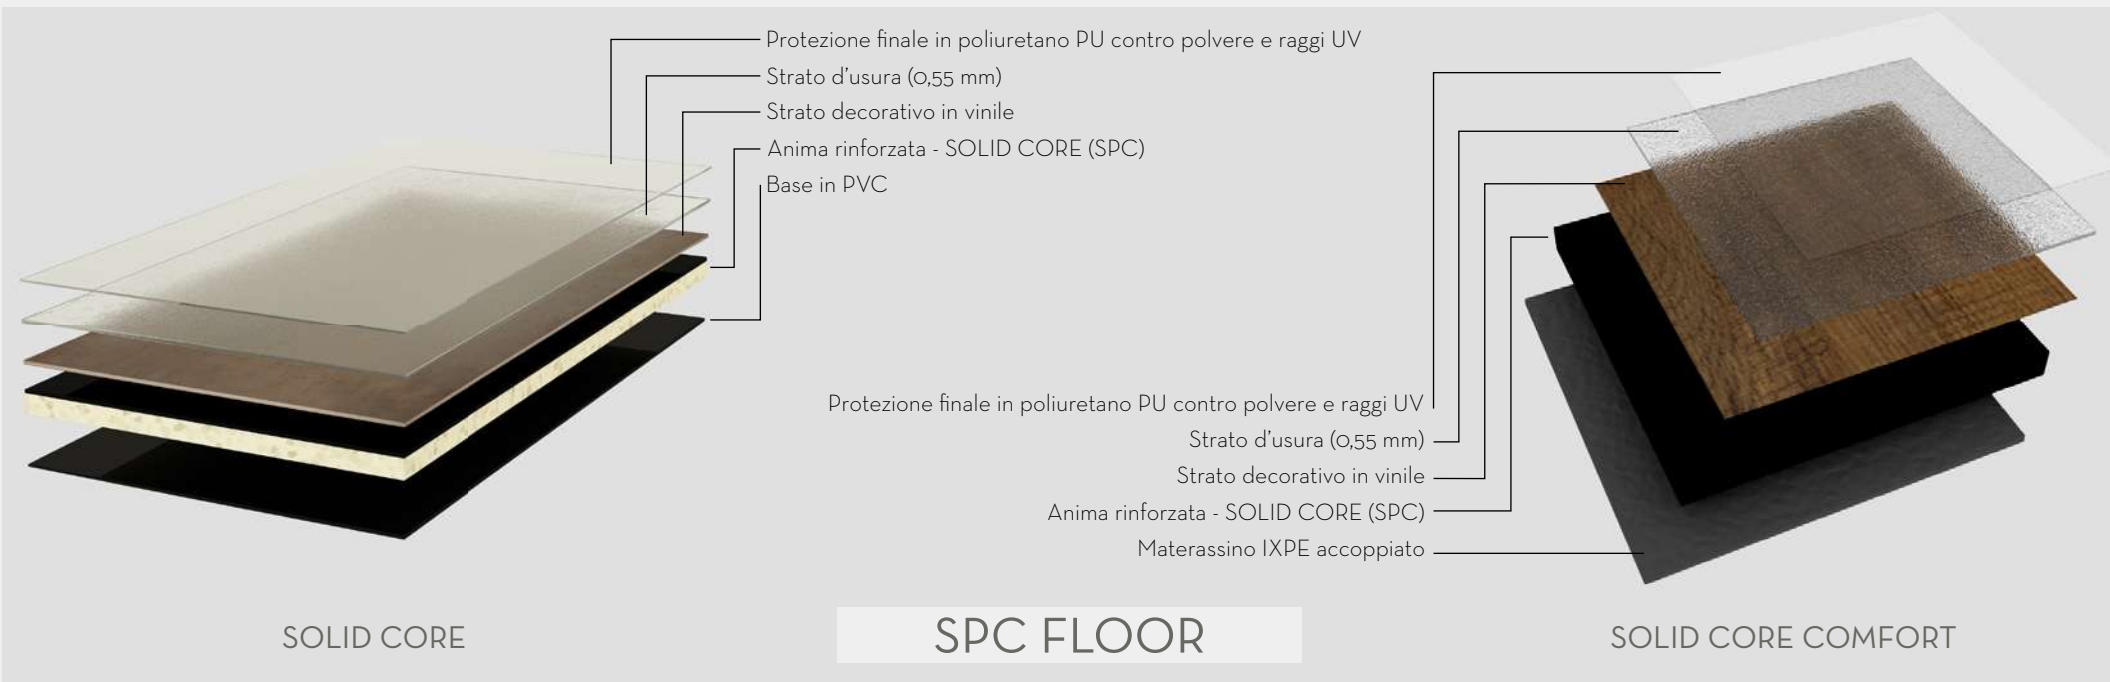 Protezione finale in poliuretano PU contro polvere e raggi UV
Strato d'usura (0,55 mm)
Strato decorativo in vinile
Anima rinforzata - SOLID CORE (SPC)
Base in PVC
Protezione finale in poliuretano PU contro polvere e raggi UV
Strato d'usura (0,55 mm)
Strato decorativo in vinile
Anima rinforzata - SOLID CORE (SPC)
Materassino IXPE accoppiato
SOLID CORE
SPC FLOOR
SOLID CORE COMFORT